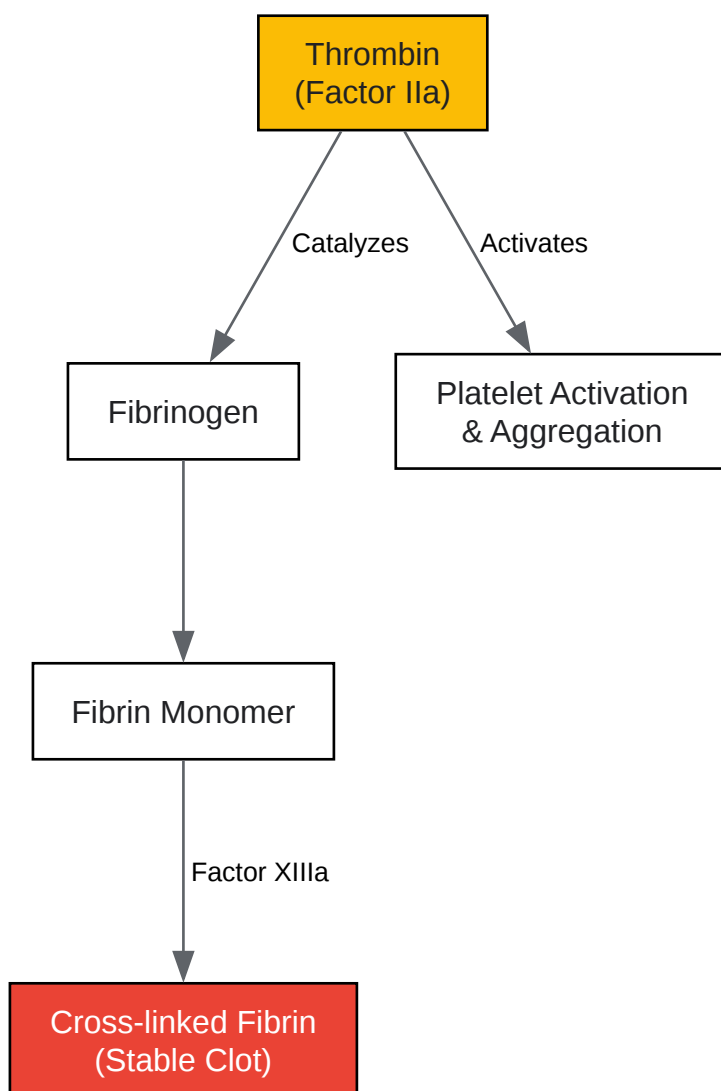 Thrombin
(Factor IIa)
Catalyzes
Activates
Fibrinogen
Platelet Activation
& Aggregation
Fibrin Monomer
Factor XIIIa
Cross-linked Fibrin
(Stable Clot)